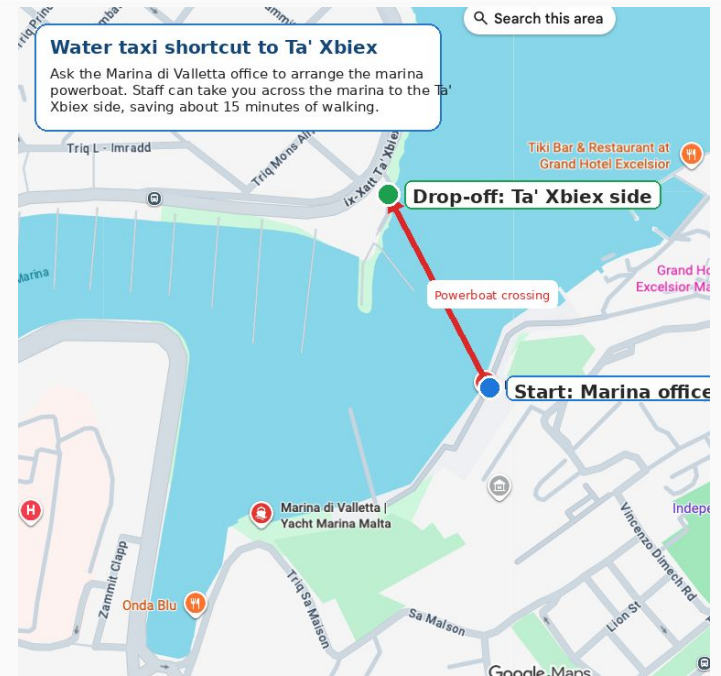 Search this area
Water taxi shortcut to Ta' Xbiex
Ask the Marina di Valletta office to arrange the marina
powerboat. Staff can take you across the marina to the Ta'
Xbiex side, saving about 15 minutes of walking.
Triq L - Imradd
Triq Mons Alf
ix-Xatt Ta' Xbiex
Tiki Bar & Restaurant at
Grand Hotel Excelsior
Drop-off: Ta' Xbiex side
Marina
Grand Ho
Excelsior Ma
Powerboat crossing
Start: Marina office
H
Marina di Valletta |
Yacht Marina Malta
Indepe
Vincenzo Dimech Rd
Zammit Clapp
Onda Blu
Triq Sa Maison
Sa Maison
Lion St
Google Maps